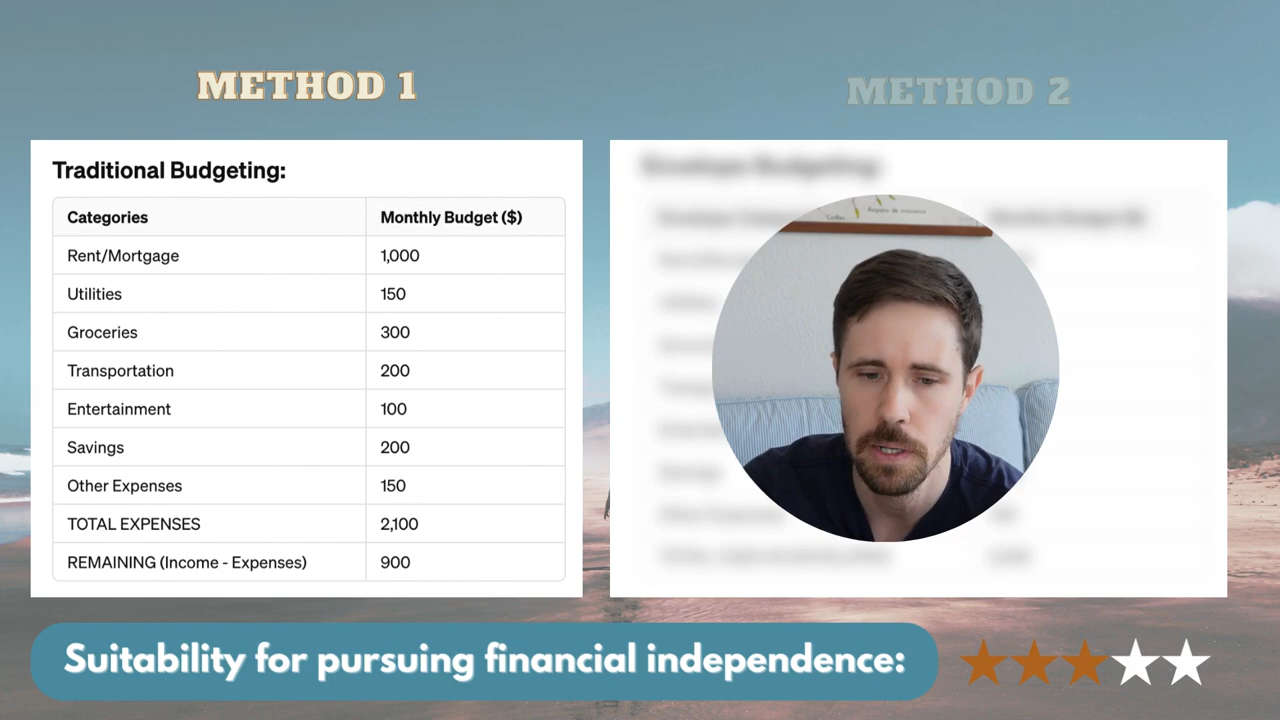 METHOD 1
METHOD 2
Traditional Budgeting:
Categories Monthly Budget ($)
Rent/Mortgage 1,000
Utilities 150
Groceries 300
Transportation 200
Entertainment 100
Savings 200
Other Expenses 150
TOTAL EXPENSES 2,100
REMAINING (Income - Expenses) 900
Envelope Budgeting:
Suitability for pursuing financial independence: